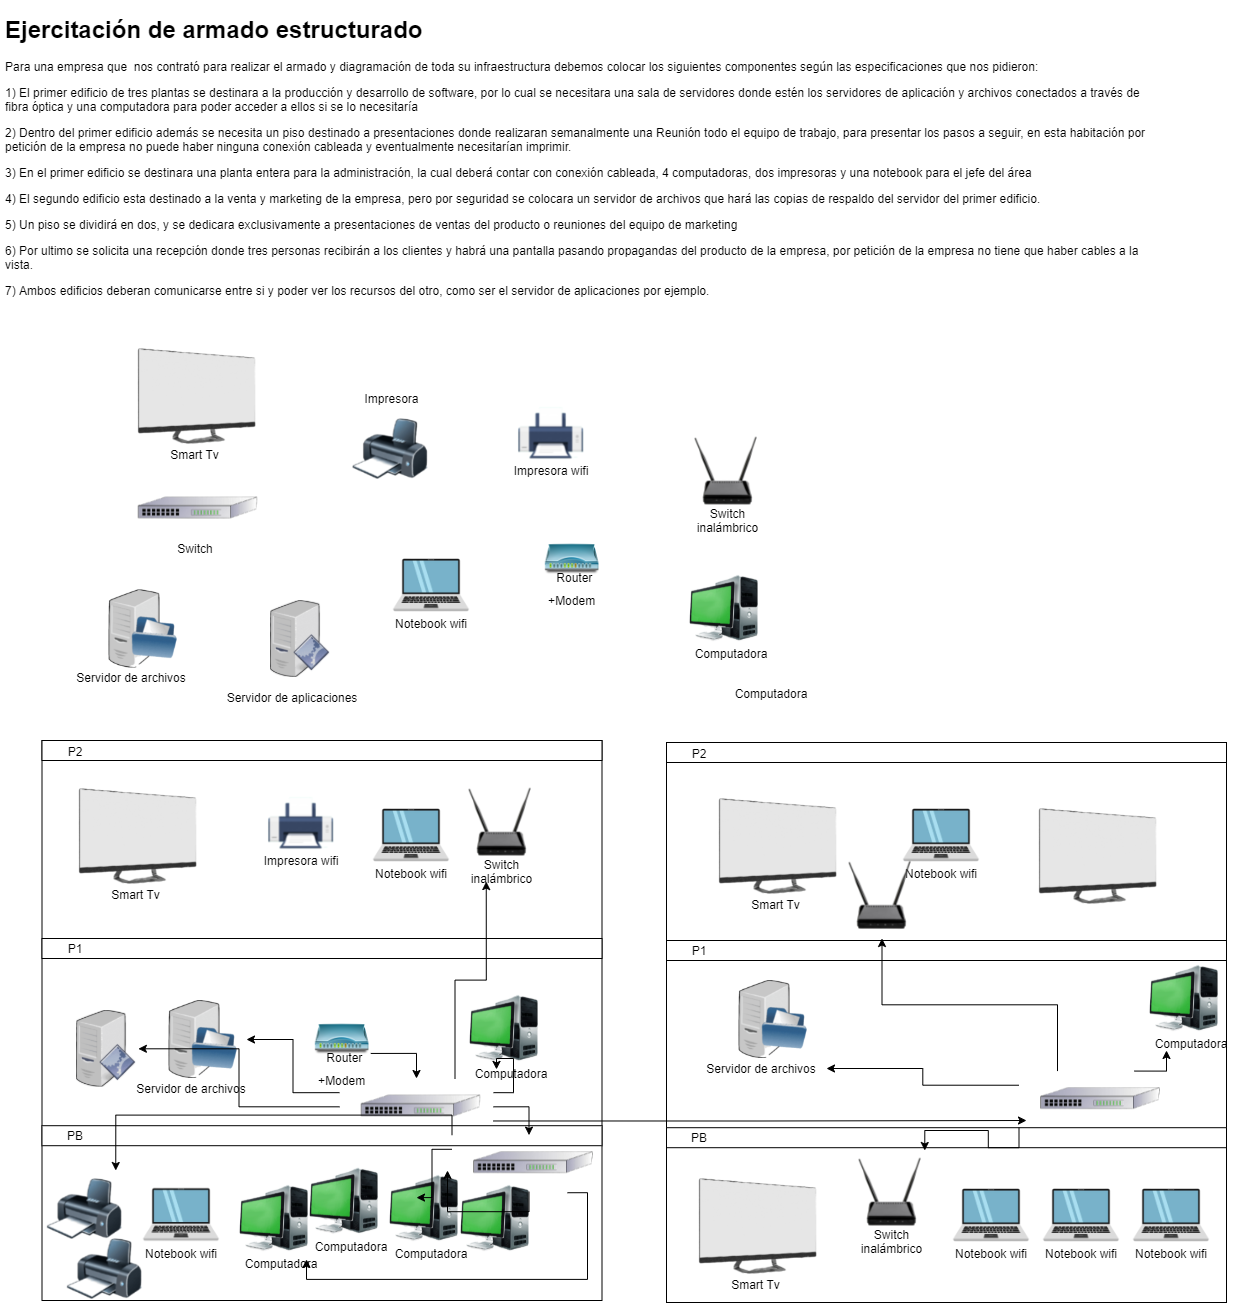 Ejercitación de armado estructurado
Para una empresa que  nos contrató para realizar el armado y diagramación de toda su infraestructura debemos colocar los siguientes componentes según las especificaciones que nos pidieron:
1) El primer edificio de tres plantas se destinara a la producción y desarrollo de software, por lo cual se necesitara una sala de servidores donde estén los servidores de aplicación y archivos conectados a través de
fibra óptica y una computadora para poder acceder a ellos si se lo necesitaría
2) Dentro del primer edificio además se necesita un piso destinado a presentaciones donde realizaran semanalmente una Reunión todo el equipo de trabajo, para presentar los pasos a seguir, en esta habitación por
petición de la empresa no puede haber ninguna conexión cableada y eventualmente necesitarían imprimir.
3) En el primer edificio se destinara una planta entera para la administración, la cual deberá contar con conexión cableada, 4 computadoras, dos impresoras y una notebook para el jefe del área
4) El segundo edificio esta destinado a la venta y marketing de la empresa, pero por seguridad se colocara un servidor de archivos que hará las copias de respaldo del servidor del primer edificio.
5) Un piso se dividirá en dos, y se dedicara exclusivamente a presentaciones de ventas del producto o reuniones del equipo de marketing
6) Por ultimo se solicita una recepción donde tres personas recibirán a los clientes y habrá una pantalla pasando propagandas del producto de la empresa, por petición de la empresa no tiene que haber cables a la
vista.
7) Ambos edificios deberan comunicarse entre si y poder ver los recursos del otro, como ser el servidor de aplicaciones por ejemplo.
Impresora
Smart Tv
Impresora wifi
Switch
inalámbrico
Switch
Router
+Modem
Notebook wifi
Computadora
Servidor de archivos
Servidor de aplicaciones
Computadora
P2
Smart Tv
Impresora wifi
Notebook wifi
Switch
inalámbrico
P1
Servidor de archivos
Router
+Modem
Computadora
PB
Notebook wifi
Computadora
Computadora
Computadora
P2
Smart Tv
Notebook wifi
P1
Servidor de archivos
Computadora
PB
Smart Tv
Switch
inalámbrico
Notebook wifi
Notebook wifi
Notebook wifi